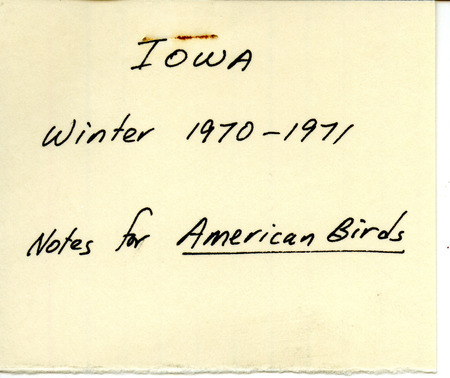 Iowa
Winter 1970-1971
Notes for American Birds